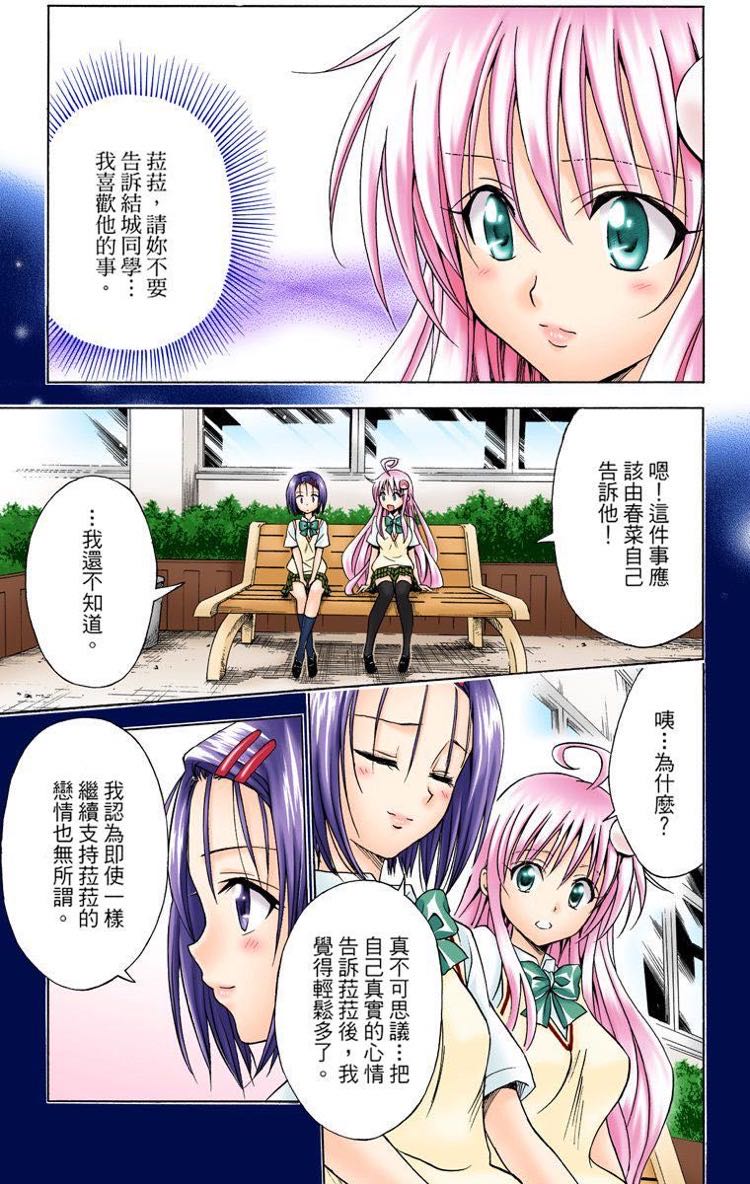 菈菈，請妳不要
告訴結城同學…
我喜歡他的事。
嗯！這件事應
該由春菜自己
告訴他！
…我還不知道。
咦…為什麼？
真不可思議…把
自己真實的心情
告訴菈菈後，我
覺得輕鬆多了。
我認為即使一樣
繼續支持菈菈的
戀情也無所謂。